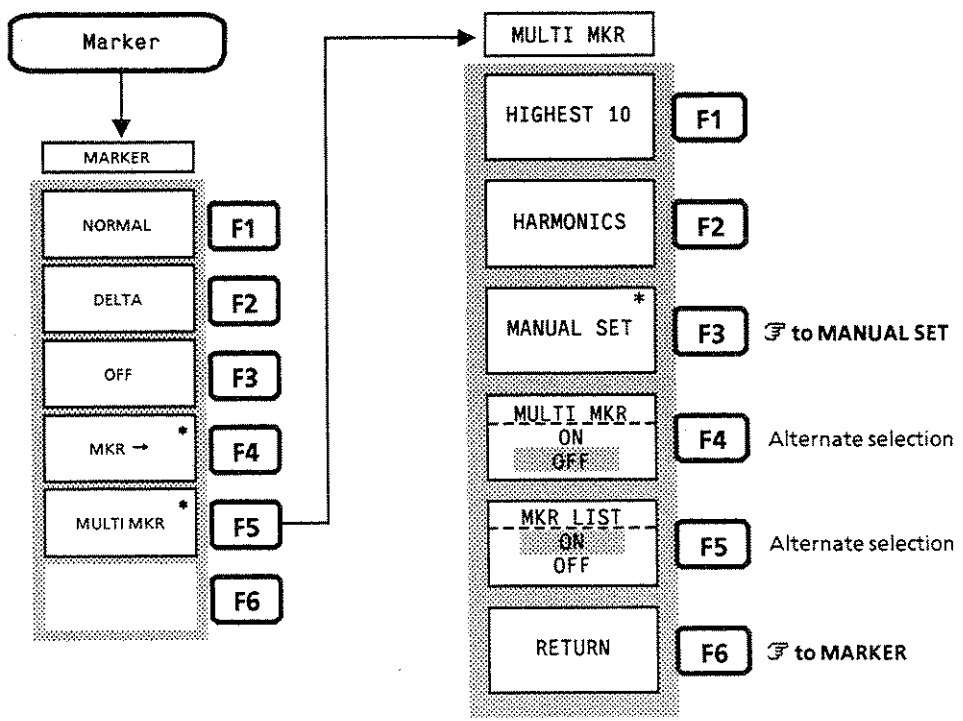 Marker
MARKER
NORMAL F1
DELTA F2
OFF F3
MKR → * F4
MULTI MKR * F5
F6
MULTI MKR
HIGHEST 10 F1
HARMONICS F2
MANUAL SET * F3 ☞ to MANUAL SET
MULTI MKR
ON
OFF
F4 Alternate selection
MKR LIST
ON
OFF
F5 Alternate selection
RETURN F6 ☞ to MARKER